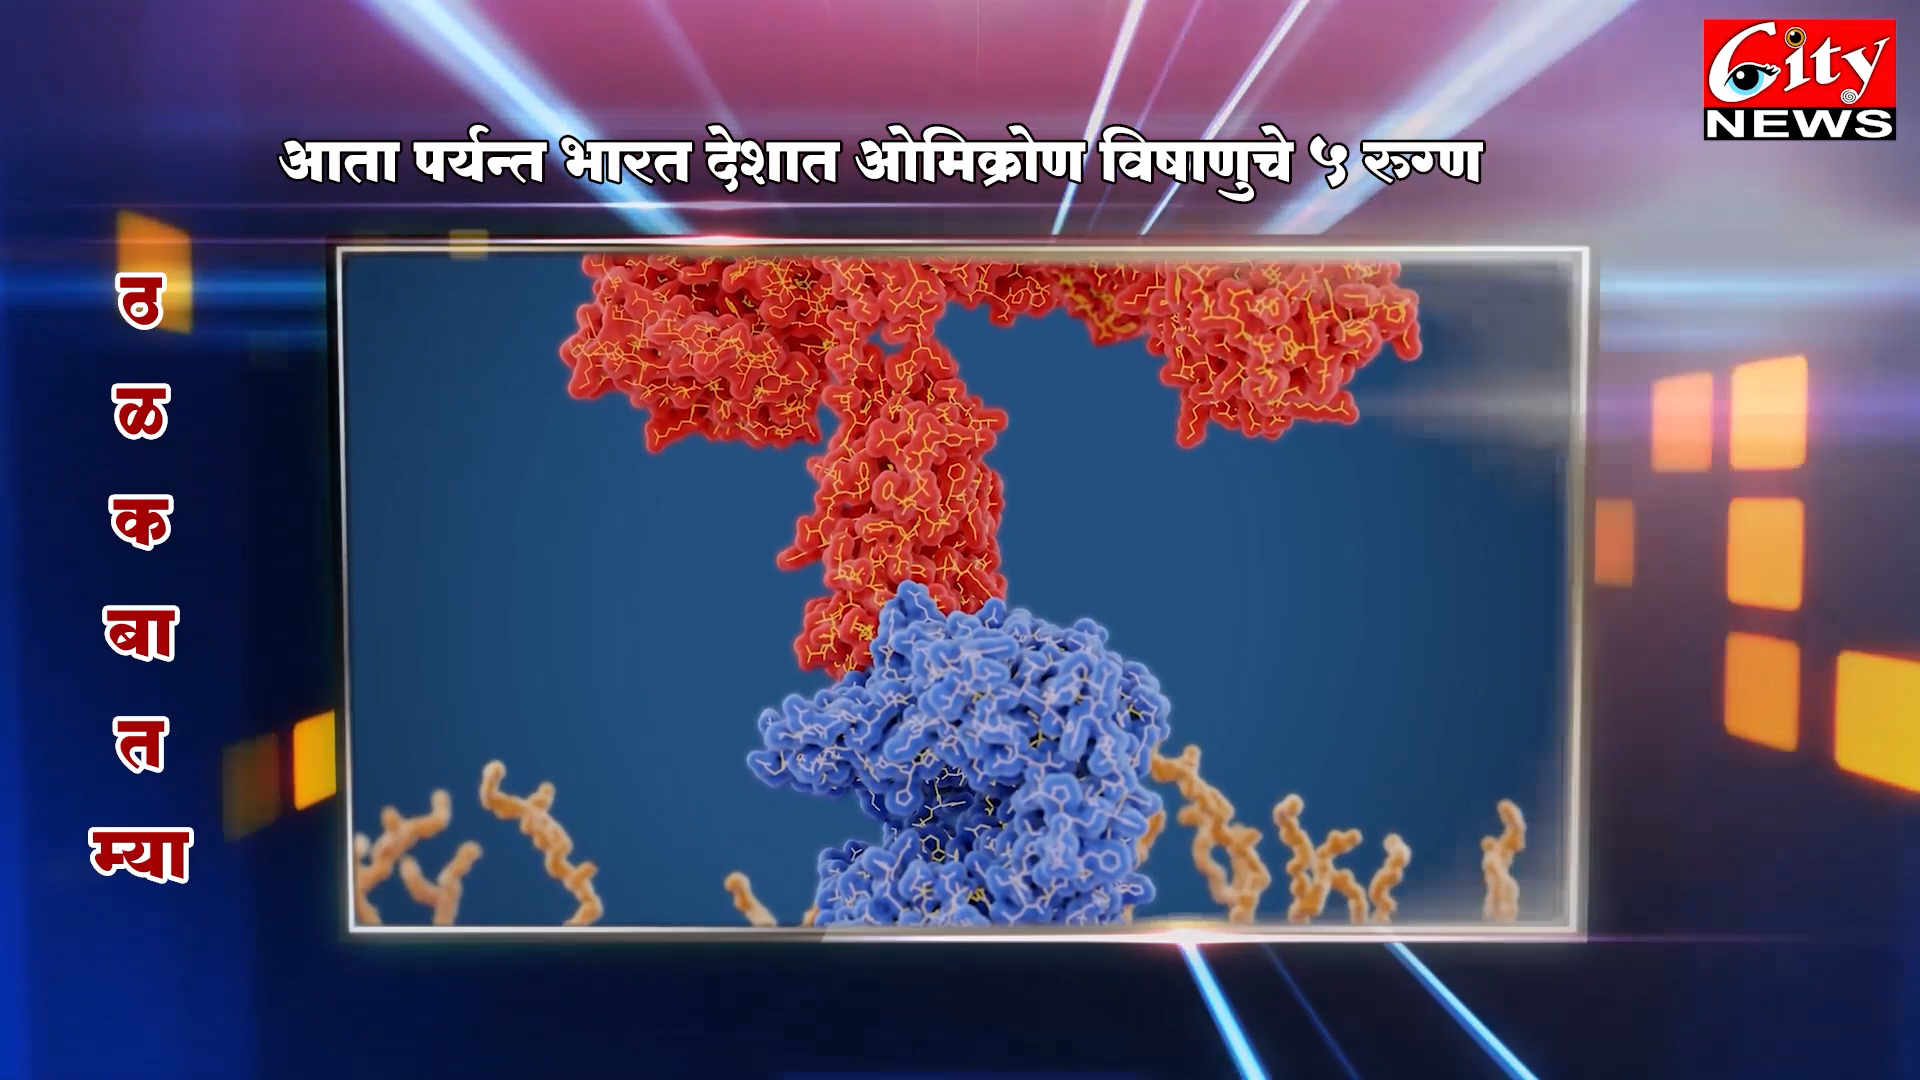 City
NEWS
आता पर्यन्त भारत देशात ओमिक्रोण विषाणुचे ५ रुग्ण
ठ
ळ
क
बा
त
म्या